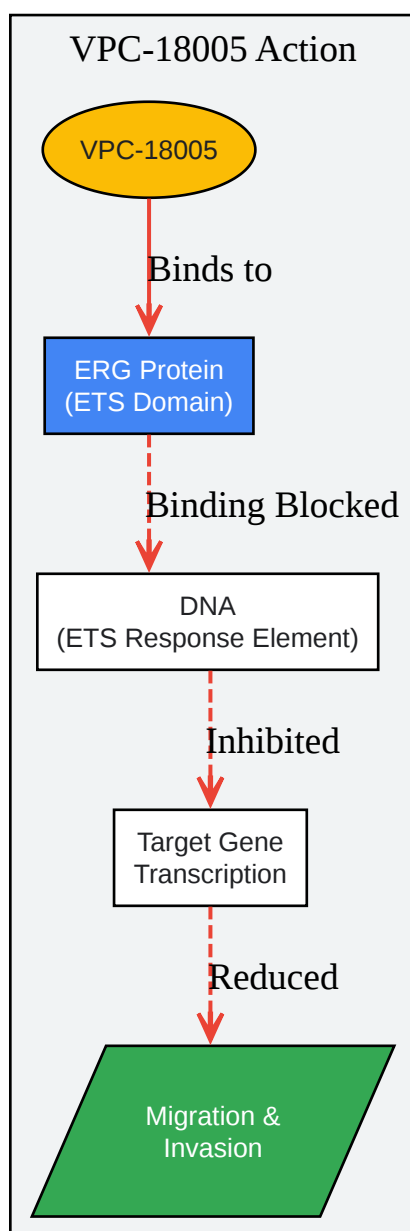 VPC-18005 Action
VPC-18005
Binds to
ERG Protein
(ETS Domain)
Binding Blocked
DNA
(ETS Response Element)
Inhibited
Target Gene
Transcription
Reduced
Migration &
Invasion